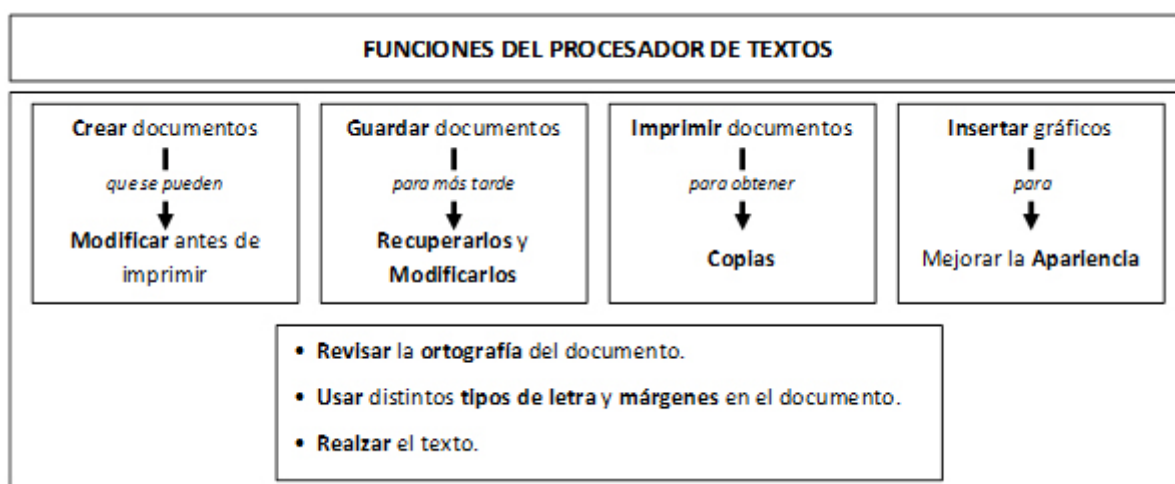 FUNCIONES DEL PROCESADOR DE TEXTOS
Crear documentos
que se pueden
Modificar antes de
imprimir
Guardar documentos
para más tarde
Recuperarlos y
Modificarlos
Imprimir documentos
para obtener
Copias
Insertar gráficos
para
Mejorar la Apariencia
• Revisar la ortografía del documento.
• Usar distintos tipos de letra y márgenes en el documento.
• Realzar el texto.